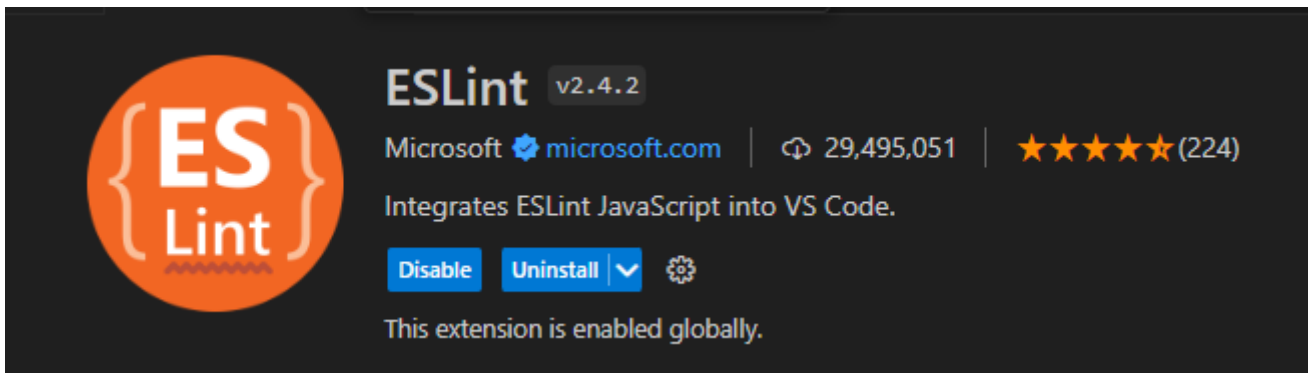 {ES}
Lint
ESLint v2.4.2
Microsoft microsoft.com | 29,495,051 | ★★★★★(224)
Integrates ESLint JavaScript into VS Code.
Disable Uninstall
This extension is enabled globally.